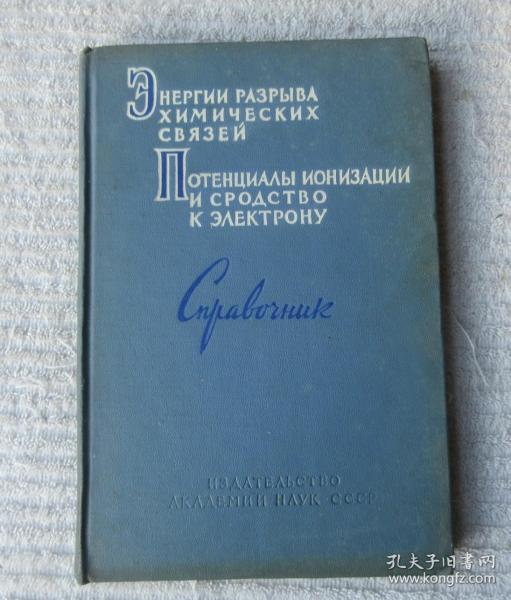 Энергии разрыва
химических
связей
Потенциалы ионизации
и сродство
к электрону
Справочник
ИЗДАТЕЛЬСТВО
АКАДЕМИИ НАУК СССР
孔夫子旧书网
www.kongfz.com